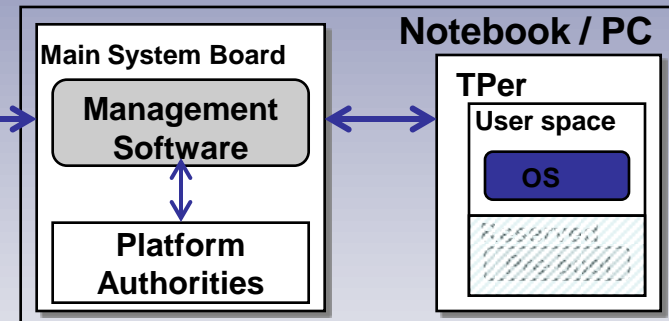 Notebook / PC
Main System Board
Management
Software
Platform
Authorities
TPer
User space
OS